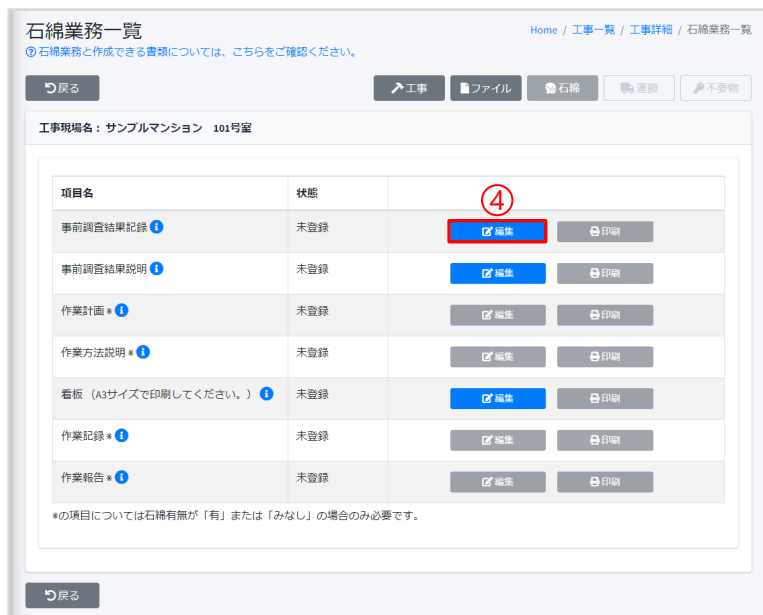 石綿業務一覧
Home / 工事一覧 / 工事詳細 / 石綿業務一覧
石綿業務と作成できる書類については、こちらをご確認ください。
戻る 工事 ファイル 石綿 運搬 不要物
工事現場名： サンプルマンション 101号室
項目名 状態 ④
事前調査結果記録 未登録 編集 印刷
事前調査結果説明 未登録 編集 印刷
作業計画 ※ 未登録 編集 印刷
作業方法説明 ※ 未登録 編集 印刷
看板 （A3サイズで印刷してください。） 未登録 編集 印刷
作業記録 ※ 未登録 編集 印刷
作業報告 ※ 未登録 編集 印刷
※の項目については石綿有無が「有」または「みなし」の場合のみ必要です。
戻る